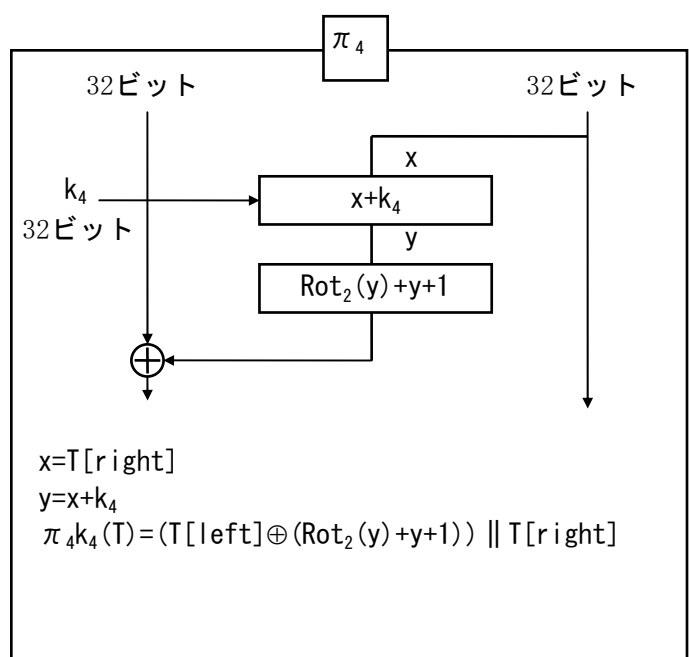 π₄
32ビット 32ビット
x
k₄
x+k₄
32ビット
y
Rot₂(y)+y+1
x=T[right]
y=x+k₄
π₄k₄(T)=(T[left]⊕(Rot₂(y)+y+1))‖T[right]